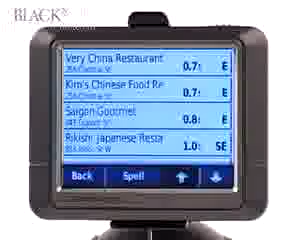 BLACK
Very China Restaurant
0.7 E
Kim's Chinese Food Re
0.7 E
Saigon Gourmet
0.8 E
Rikishi Japanese Resta
1.0 SE
Back Spell